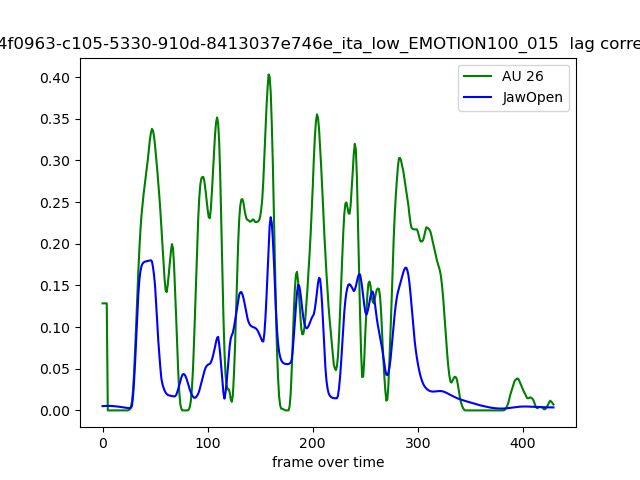 4f0963-c105-5330-910d-8413037e746e_ita_low_EMOTION100_015 lag corre
AU 26
JawOpen
0.40
0.35
0.30
0.25
0.20
0.15
0.10
0.05
0.00
0 100 200 300 400
frame over time